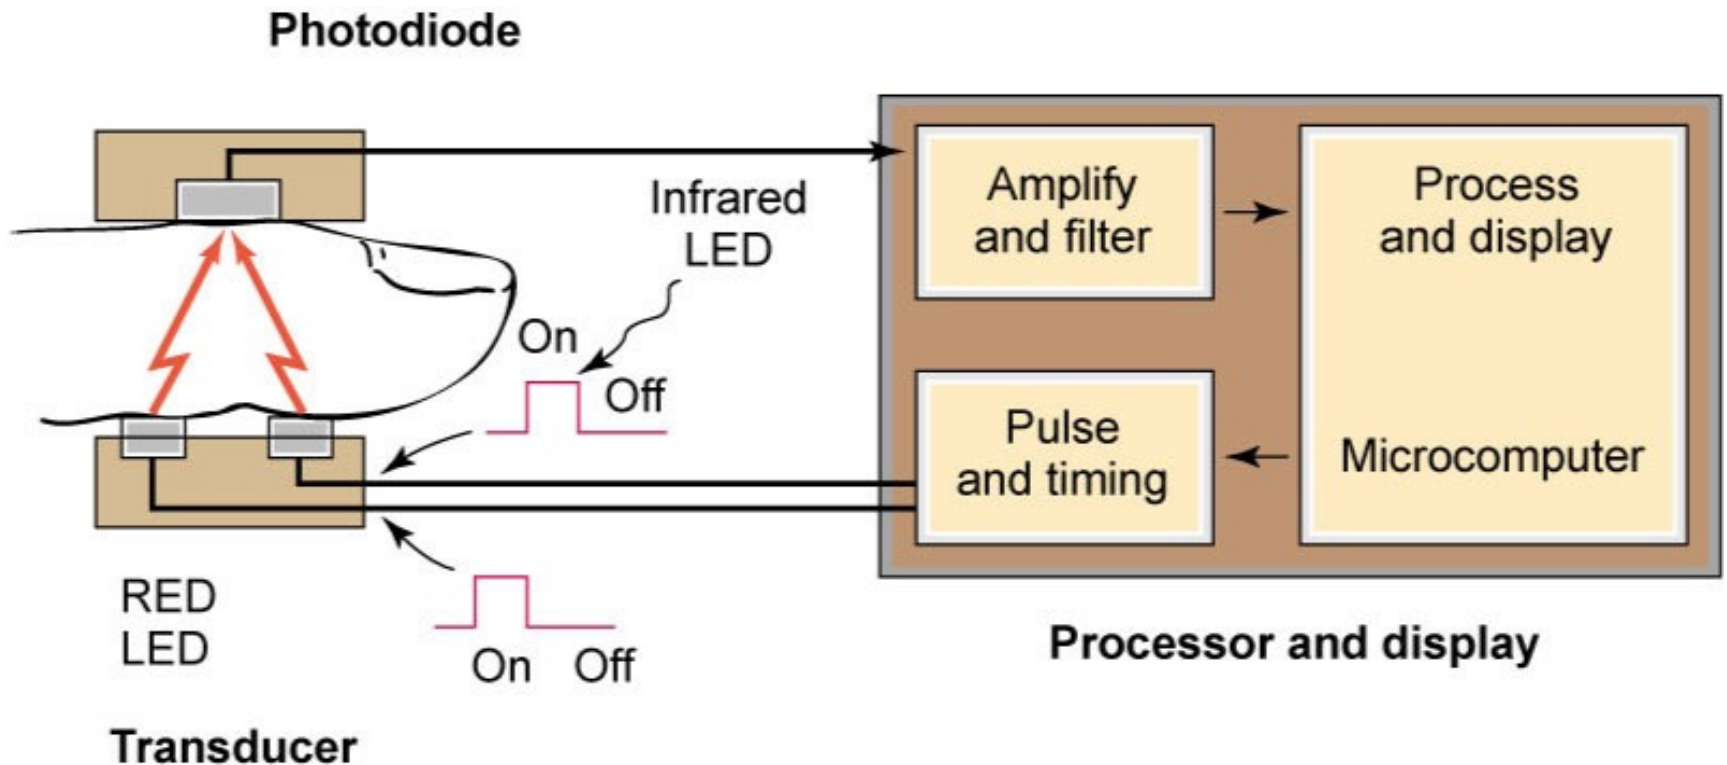 Photodiode
Infrared
LED
On
Off
RED
LED
On Off
Transducer
Amplify
and filter
Process
and display
Pulse
and timing
Microcomputer
Processor and display